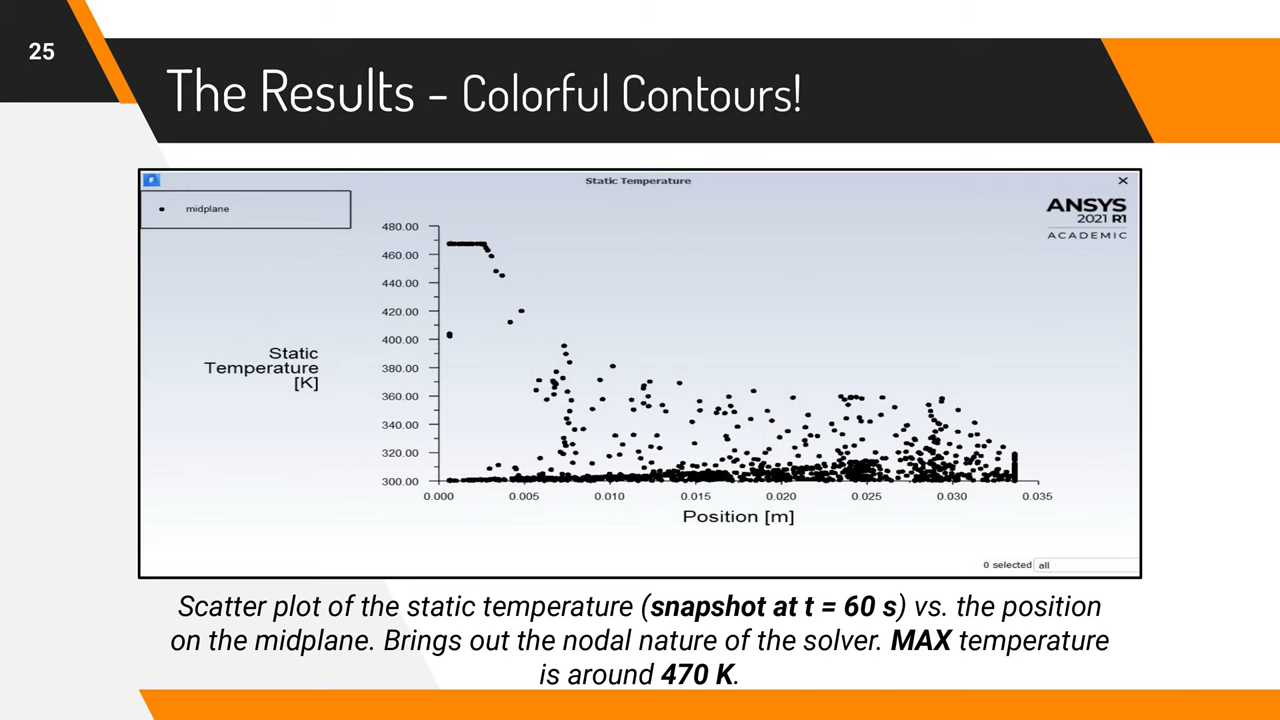 25
The Results – Colorful Contours!
Static Temperature
midplane
ANSYS
2021 R1
ACADEMIC
480.00
460.00
440.00
420.00
400.00
380.00
360.00
340.00
320.00
300.00
Static
Temperature
[K]
0.000 0.005 0.010 0.015 0.020 0.025 0.030 0.035
Position [m]
0 selected all
Scatter plot of the static temperature (snapshot at t = 60 s) vs. the position
on the midplane. Brings out the nodal nature of the solver. MAX temperature
is around 470 K.